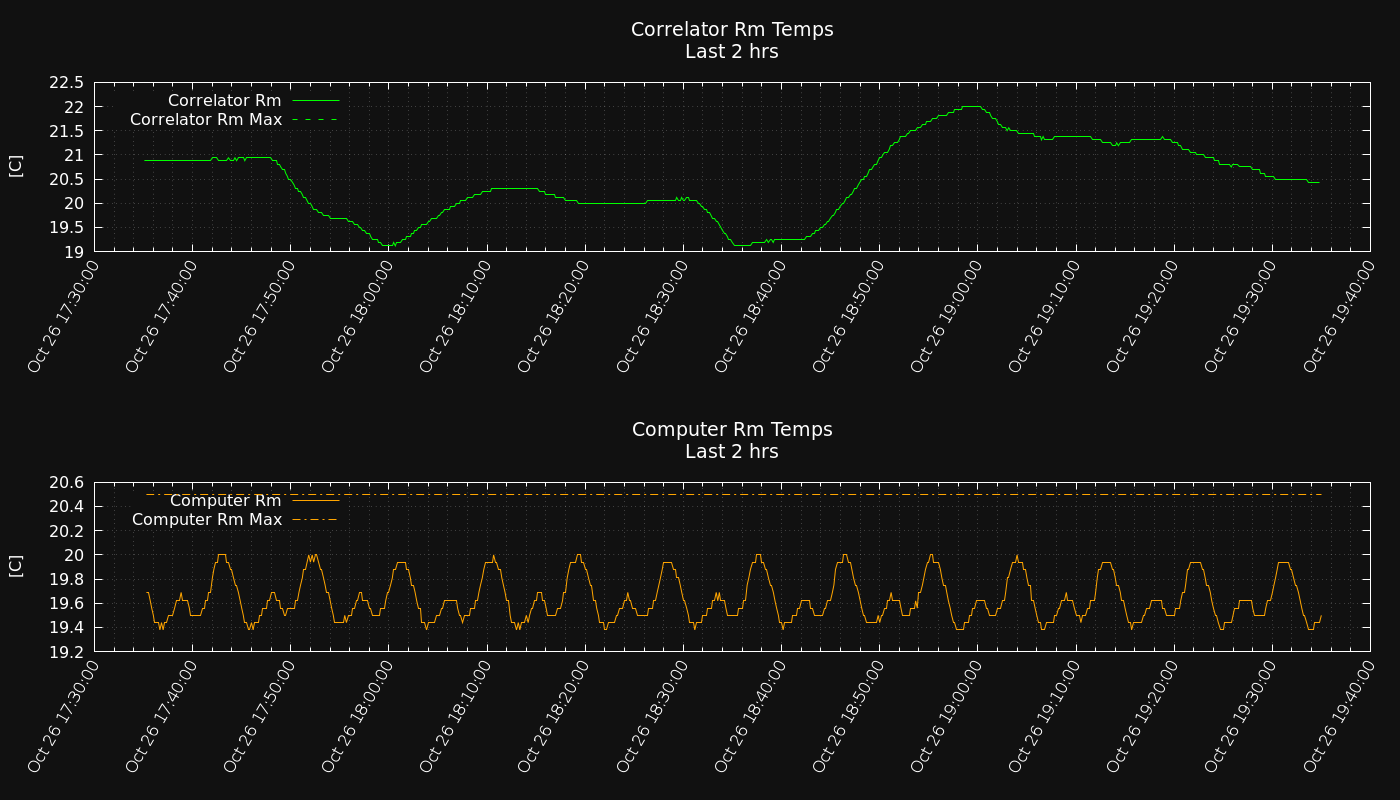 Correlator Rm Temps
Last 2 hrs
22.5
22
21.5
21
20.5
20
19.5
19
[C]
Correlator Rm
Correlator Rm Max
Oct 26 17:30:00
Oct 26 17:40:00
Oct 26 17:50:00
Oct 26 18:00:00
Oct 26 18:10:00
Oct 26 18:20:00
Oct 26 18:30:00
Oct 26 18:40:00
Oct 26 18:50:00
Oct 26 19:00:00
Oct 26 19:10:00
Oct 26 19:20:00
Oct 26 19:30:00
Oct 26 19:40:00
Computer Rm Temps
Last 2 hrs
20.6
20.4
20.2
20
19.8
19.6
19.4
19.2
[C]
Computer Rm
Computer Rm Max
Oct 26 17:30:00
Oct 26 17:40:00
Oct 26 17:50:00
Oct 26 18:00:00
Oct 26 18:10:00
Oct 26 18:20:00
Oct 26 18:30:00
Oct 26 18:40:00
Oct 26 18:50:00
Oct 26 19:00:00
Oct 26 19:10:00
Oct 26 19:20:00
Oct 26 19:30:00
Oct 26 19:40:00